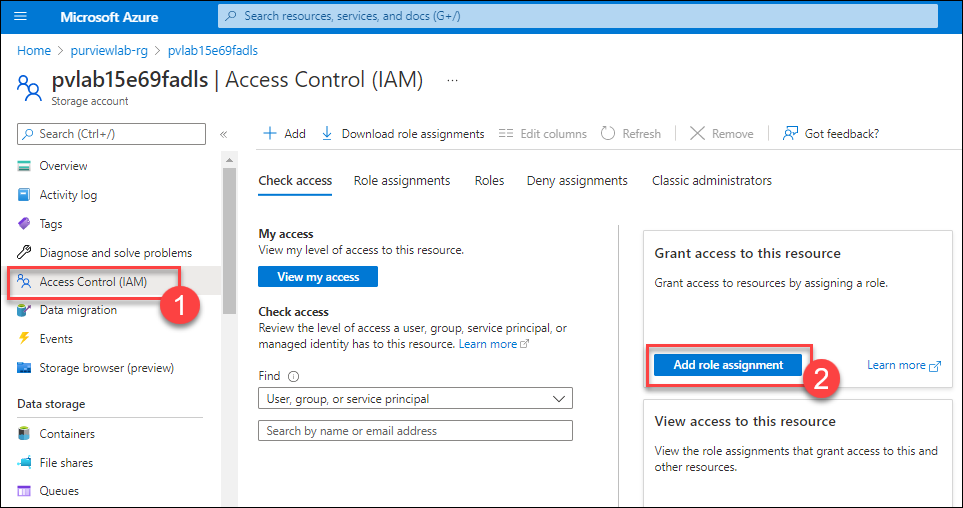 Microsoft Azure
Search resources, services, and docs (G+/)
Home > purviewlab-rg > pvlab15e69fadls
pvlab15e69fadls | Access Control (IAM) ...
Storage account
Search (Ctrl+/)
«
Add
Download role assignments
Edit columns
Refresh
Remove
Got feedback?
Overview
Activity log
Tags
Diagnose and solve problems
Access Control (IAM)
1
Data migration
Events
Storage browser (preview)
Data storage
Containers
File shares
Queues
Check access
Role assignments
Roles
Deny assignments
Classic administrators
My access
View my level of access to this resource.
View my access
Check access
Review the level of access a user, group, service principal, or
managed identity has to this resource. Learn more
Find
User, group, or service principal
Search by name or email address
Grant access to this resource
Grant access to resources by assigning a role.
Add role assignment
2
Learn more
View access to this resource
View the role assignments that grant access to this and
other resources.